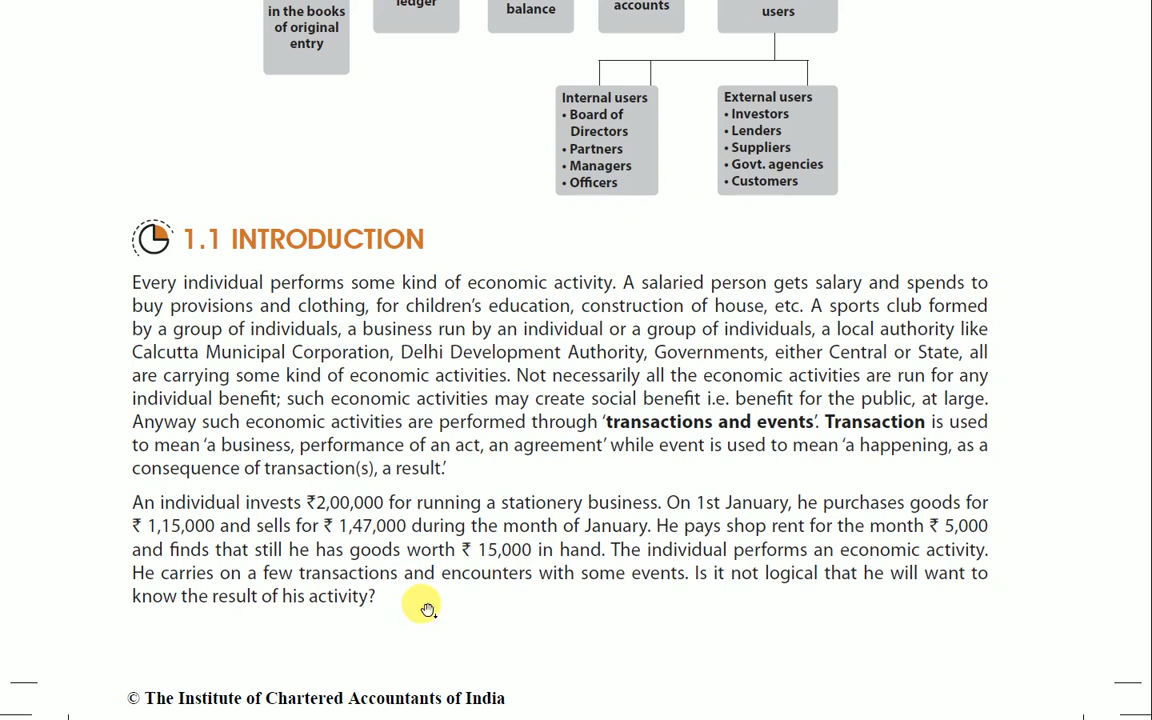 in the books
of original
entry
ledger
balance
accounts
users
Internal users
• Board of
Directors
• Partners
• Managers
• Officers
External users
• Investors
• Lenders
• Suppliers
• Govt. agencies
• Customers
1.1 INTRODUCTION
Every individual performs some kind of economic activity. A salaried person gets salary and spends to
buy provisions and clothing, for children’s education, construction of house, etc. A sports club formed
by a group of individuals, a business run by an individual or a group of individuals, a local authority like
Calcutta Municipal Corporation, Delhi Development Authority, Governments, either Central or State, all
are carrying some kind of economic activities. Not necessarily all the economic activities are run for any
individual benefit; such economic activities may create social benefit i.e. benefit for the public, at large.
Anyway such economic activities are performed through ‘transactions and events’. Transaction is used
to mean ‘a business, performance of an act, an agreement’ while event is used to mean ‘a happening, as a
consequence of transaction(s), a result.’
An individual invests ₹2,00,000 for running a stationery business. On 1st January, he purchases goods for
₹ 1,15,000 and sells for ₹ 1,47,000 during the month of January. He pays shop rent for the month ₹ 5,000
and finds that still he has goods worth ₹ 15,000 in hand. The individual performs an economic activity.
He carries on a few transactions and encounters with some events. Is it not logical that he will want to
know the result of his activity?
© The Institute of Chartered Accountants of India